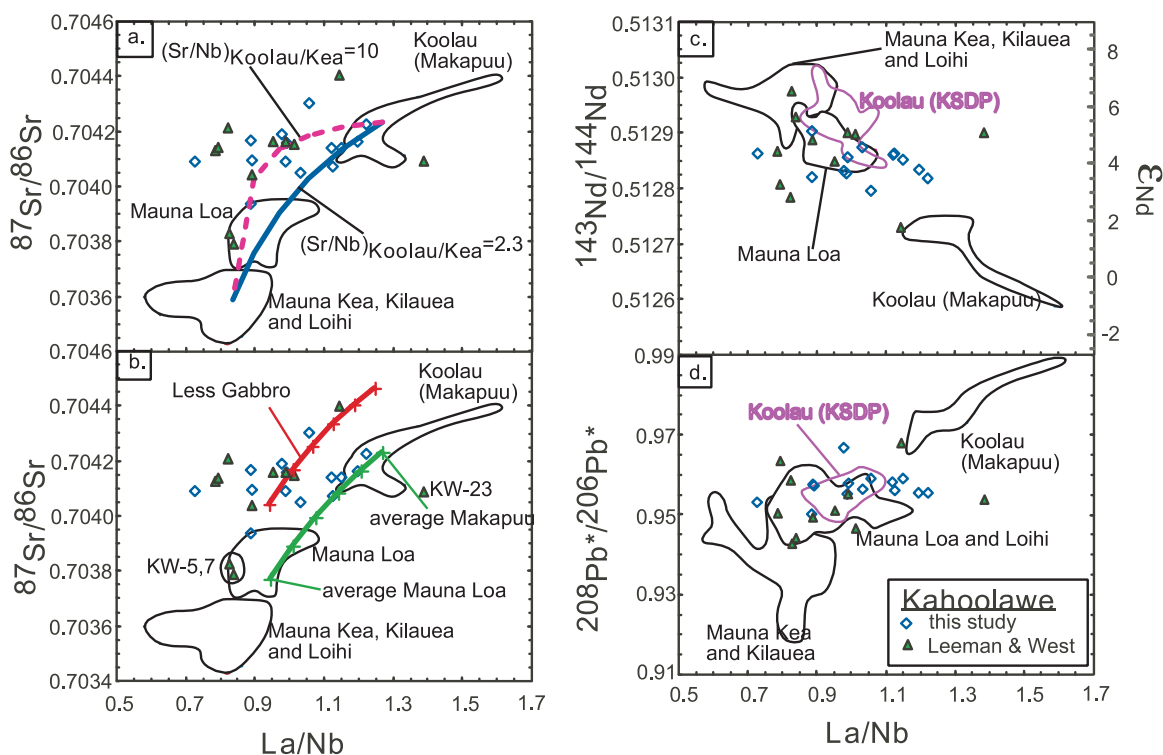 a.
0.7046
0.7044
0.7042
0.7040
0.7038
0.7036
0.7046
87Sr/86Sr
(Sr/Nb)Koolau/Kea=10
Koolau
(Makapuu)
Mauna Loa
(Sr/Nb)Koolau/Kea=2.3
Mauna Kea, Kilauea
and Loihi
b.
0.7044
0.7042
0.7040
0.7038
0.7036
0.7034
87Sr/86Sr
Less Gabbro
Koolau
(Makapuu)
KW-23
average Makapuu
Mauna Loa
KW-5,7
average Mauna Loa
Mauna Kea, Kilauea
and Loihi
0.5
0.7
0.9
1.1
1.3
1.5
1.7
La/Nb
c.
0.5131
0.5130
0.5129
0.5128
0.5127
0.5126
143Nd/144Nd
Mauna Kea, Kilauea
and Loihi
Koolau (KSDP)
Mauna Loa
Koolau (Makapuu)
8
6
4
2
0
-2
εNd
d.
0.99
0.97
0.95
0.93
0.91
208Pb*/206Pb*
Koolau (KSDP)
Koolau
(Makapuu)
Mauna Loa and Loihi
Mauna Kea
and Kilauea
Kahoolawe
this study
Leeman & West
0.5
0.7
0.9
1.1
1.3
1.5
1.7
La/Nb